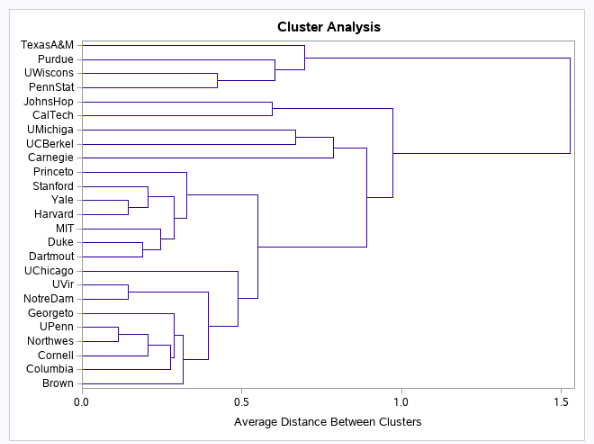 Cluster Analysis
TexasA&M
Purdue
UWiscons
PennStat
JohnsHop
CalTech
UMichiga
UCBerkel
Carnegie
Princeto
Stanford
Yale
Harvard
MIT
Duke
Dartmout
UChicago
UVir
NotreDam
Georgeto
UPenn
Northwes
Cornell
Columbia
Brown
0.0 0.5 1.0 1.5
Average Distance Between Clusters